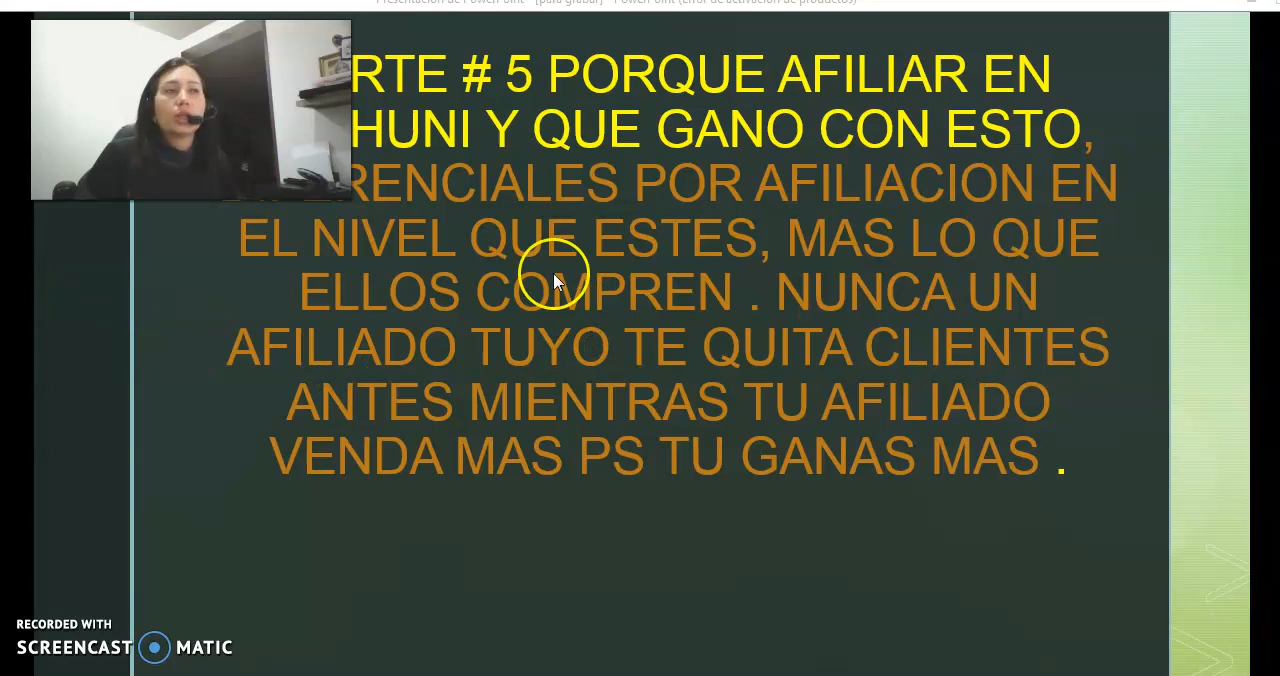 RTE # 5 PORQUE AFILIAR EN
HUNI Y QUE GANO CON ESTO,
RENCIALES POR AFILIACION EN
EL NIVEL QUE ESTES, MAS LO QUE
ELLOS COMPREN . NUNCA UN
AFILIADO TUYO TE QUITA CLIENTES
ANTES MIENTRAS TU AFILIADO
VENDA MAS PS TU GANAS MAS .
RECORDED WITH
SCREENCAST MATIC